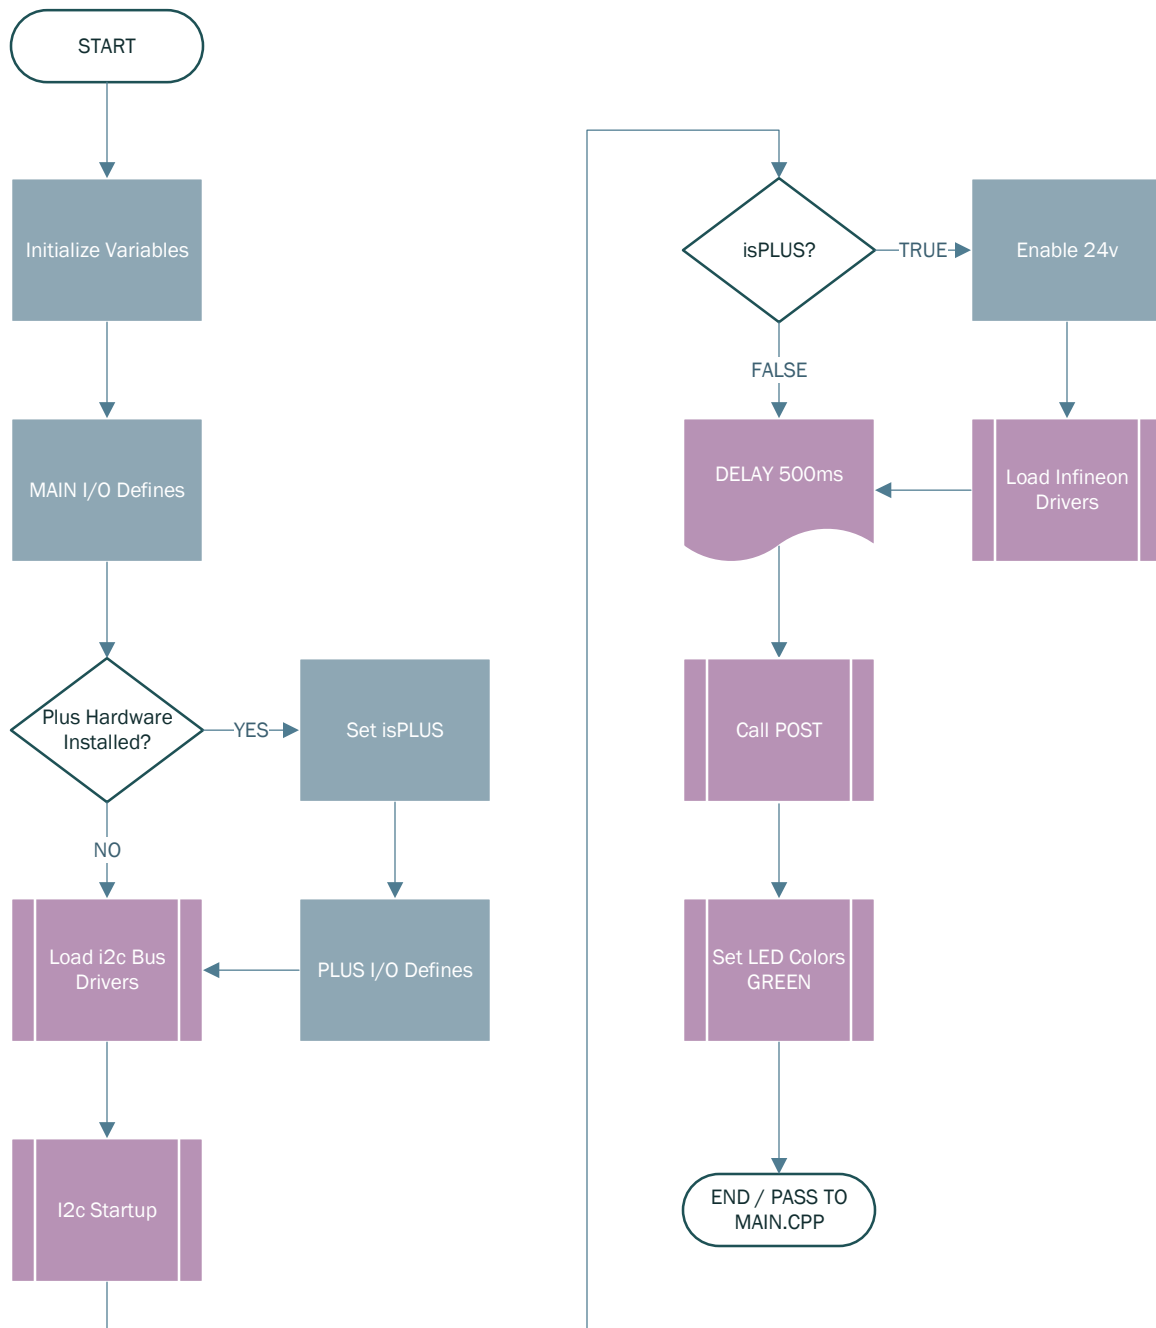 START
Initialize Variables
MAIN I/O Defines
Plus Hardware
Installed?
YES
Set isPLUS
NO
PLUS I/O Defines
Load i2c Bus
Drivers
I2c Startup
isPLUS?
TRUE
Enable 24v
FALSE
Load Infineon
Drivers
DELAY 500ms
Call POST
Set LED Colors
GREEN
END / PASS TO
MAIN.CPP